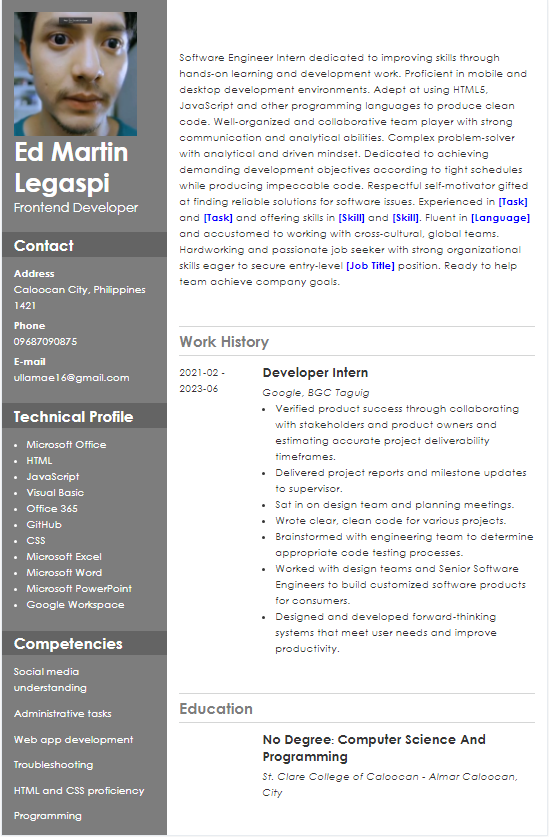 Ed Martin
Legaspi
Frontend Developer
Contact
Address
Caloocan City, Philippines
1421
Phone
09687090875
E-mail
ullamae16@gmail.com
Technical Profile
• Microsoft Office
• HTML
• JavaScript
• Visual Basic
• Office 365
• GitHub
• CSS
• Microsoft Excel
• Microsoft Word
• Microsoft PowerPoint
• Google Workspace
Competencies
Social media
understanding
Administrative tasks
Web app development
Troubleshooting
HTML and CSS proficiency
Programming
Software Engineer Intern dedicated to improving skills through
hands-on learning and development work. Proficient in mobile and
desktop development environments. Adept at using HTML5,
JavaScript and other programming languages to produce clean
code. Well-organized and collaborative team player with strong
communication and analytical abilities. Complex problem-solver
with analytical and driven mindset. Dedicated to achieving
demanding development objectives according to tight schedules
while producing impeccable code. Respectful self-motivator gifted
at finding reliable solutions for software issues. Experienced in [Task]
and [Task] and offering skills in [Skill] and [Skill]. Fluent in [Language]
and accustomed to working with cross-cultural, global teams.
Hardworking and passionate job seeker with strong organizational
skills eager to secure entry-level [Job Title] position. Ready to help
team achieve company goals.
Work History
2021-02 -
2023-06
Developer Intern
Google, BGC Taguig
• Verified product success through collaborating
with stakeholders and product owners and
estimating accurate project deliverability
timeframes.
• Delivered project reports and milestone updates
to supervisor.
• Sat in on design team and planning meetings.
• Wrote clear, clean code for various projects.
• Brainstormed with engineering team to determine
appropriate code testing processes.
• Worked with design teams and Senior Software
Engineers to build customized software products
for consumers.
• Designed and developed forward-thinking
systems that meet user needs and improve
productivity.
Education
No Degree: Computer Science And
Programming
St. Clare College of Caloocan - Almar Caloocan,
City